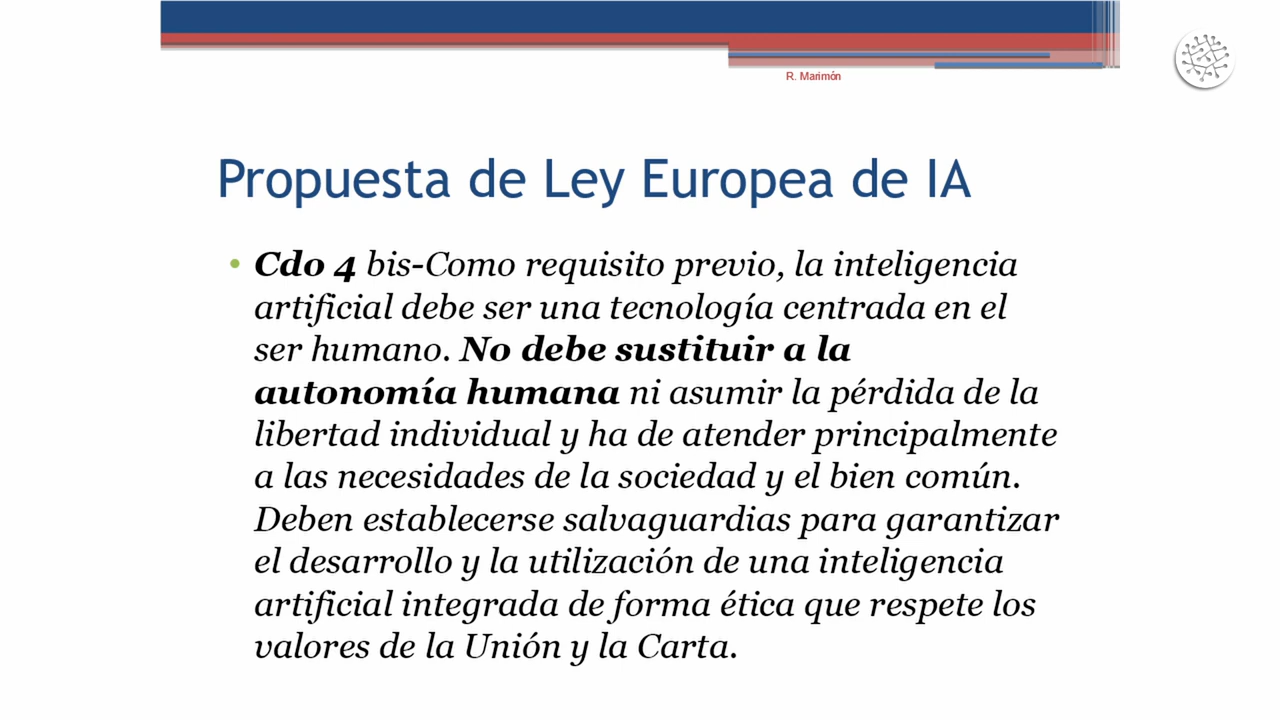 R. Marimón
Propuesta de Ley Europea de IA
• Cdo 4 bis-Como requisito previo, la inteligencia
artificial debe ser una tecnología centrada en el
ser humano. No debe sustituir a la
autonomía humana ni asumir la pérdida de la
libertad individual y ha de atender principalmente
a las necesidades de la sociedad y el bien común.
Deben establecerse salvaguardias para garantizar
el desarrollo y la utilización de una inteligencia
artificial integrada de forma ética que respete los
valores de la Unión y la Carta.